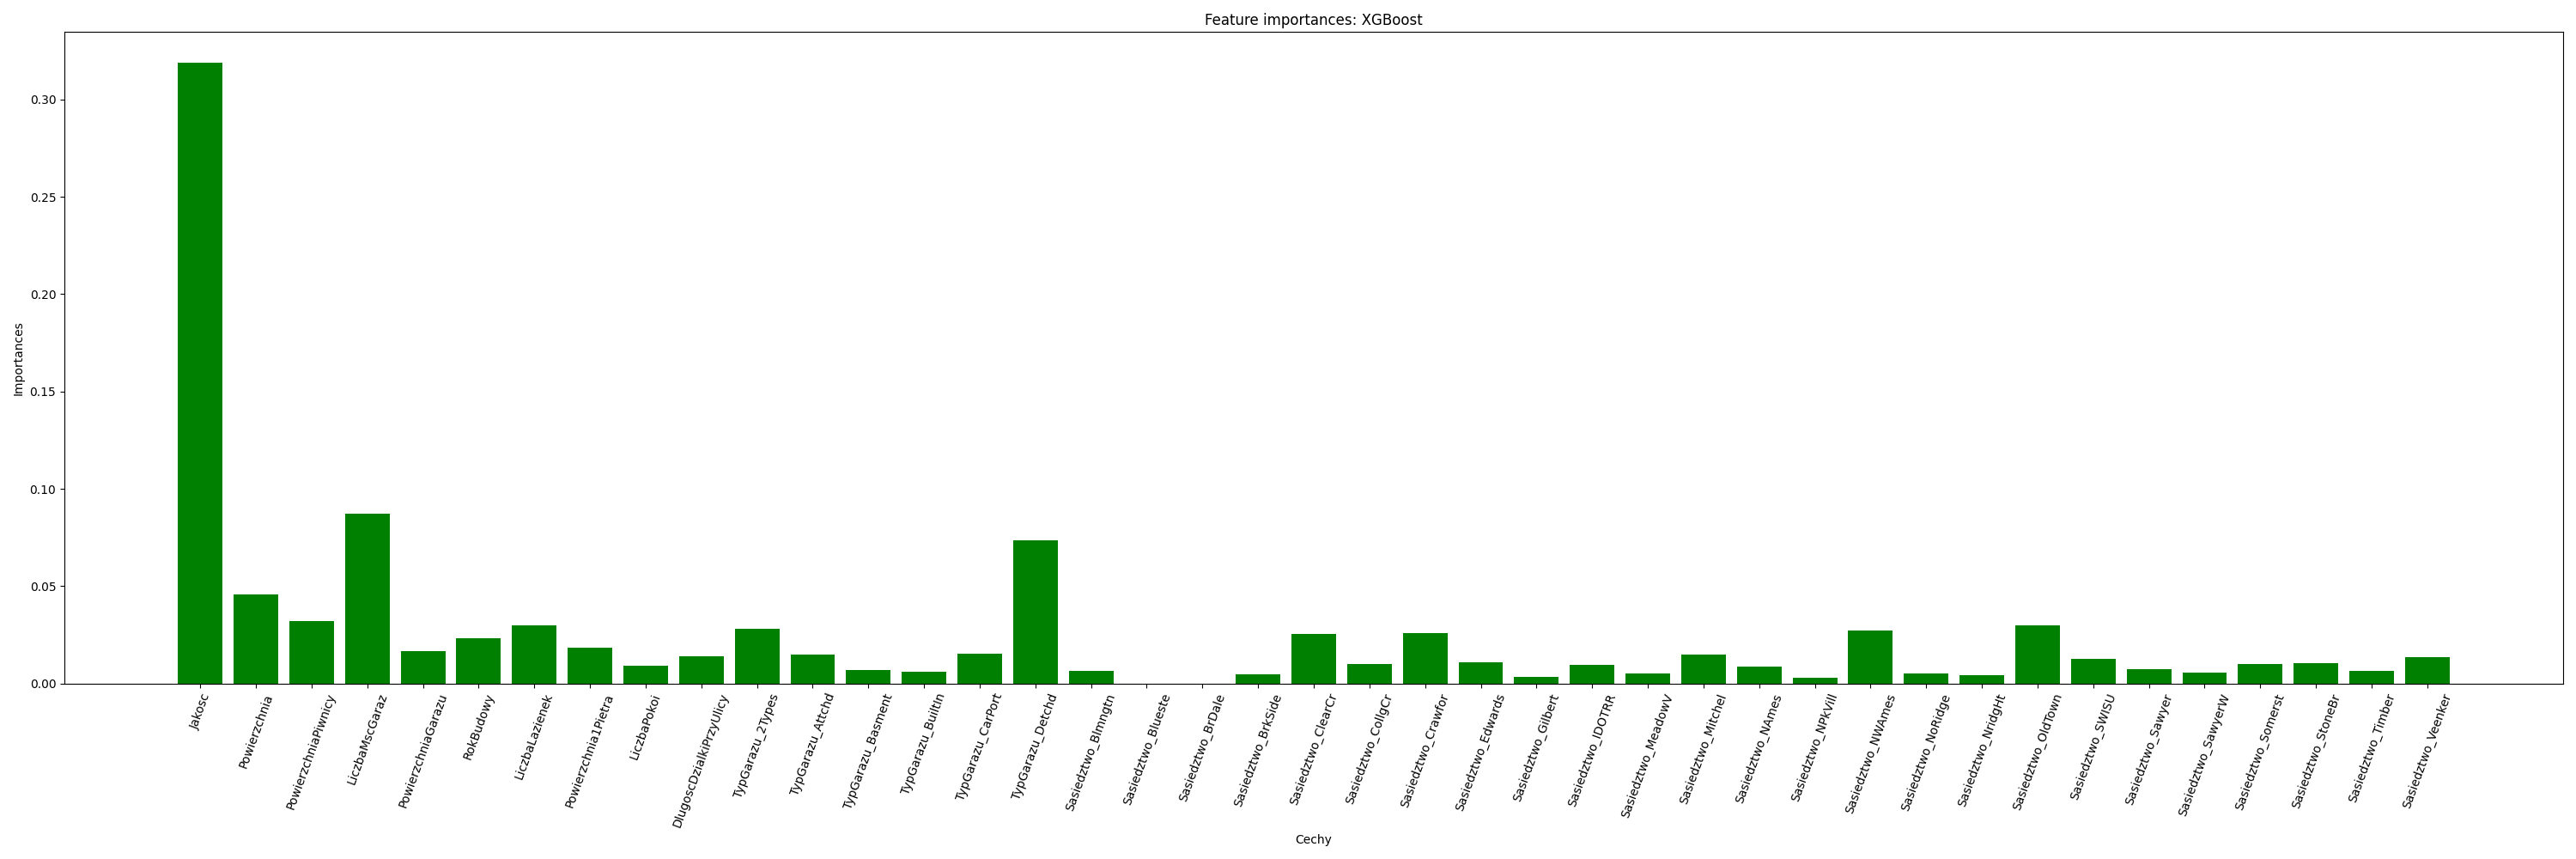 Feature importances: XGBoost
Importances
0.30
0.25
0.20
0.15
0.10
0.05
0.00
Jakosc
Powierzchnia
PowierzchniaPiwnicy
LiczbaMscGaraz
PowierzchniaGarazu
RokBudowy
LiczbaLazienek
Powierzchnia1Pietra
LiczbaPokoi
DlugoscDzialkiPrzyUlicy
TypGarazu_2Types
TypGarazu_Attchd
TypGarazu_Basment
TypGarazu_BuiltIn
TypGarazu_CarPort
TypGarazu_Detchd
Sasiedztwo_Blmngtn
Sasiedztwo_Blueste
Sasiedztwo_BrDale
Sasiedztwo_BrkSide
Sasiedztwo_ClearCr
Sasiedztwo_CollgCr
Sasiedztwo_Crawfor
Sasiedztwo_Edwards
Sasiedztwo_Gilbert
Sasiedztwo_IDOTRR
Sasiedztwo_MeadowV
Sasiedztwo_Mitchel
Sasiedztwo_NAmes
Sasiedztwo_NPkVill
Sasiedztwo_NWAmes
Sasiedztwo_NoRidge
Sasiedztwo_NridgHt
Sasiedztwo_OldTown
Sasiedztwo_SWISU
Sasiedztwo_Sawyer
Sasiedztwo_SawyerW
Sasiedztwo_Somerst
Sasiedztwo_StoneBr
Sasiedztwo_Timber
Sasiedztwo_Veenker
Cechy